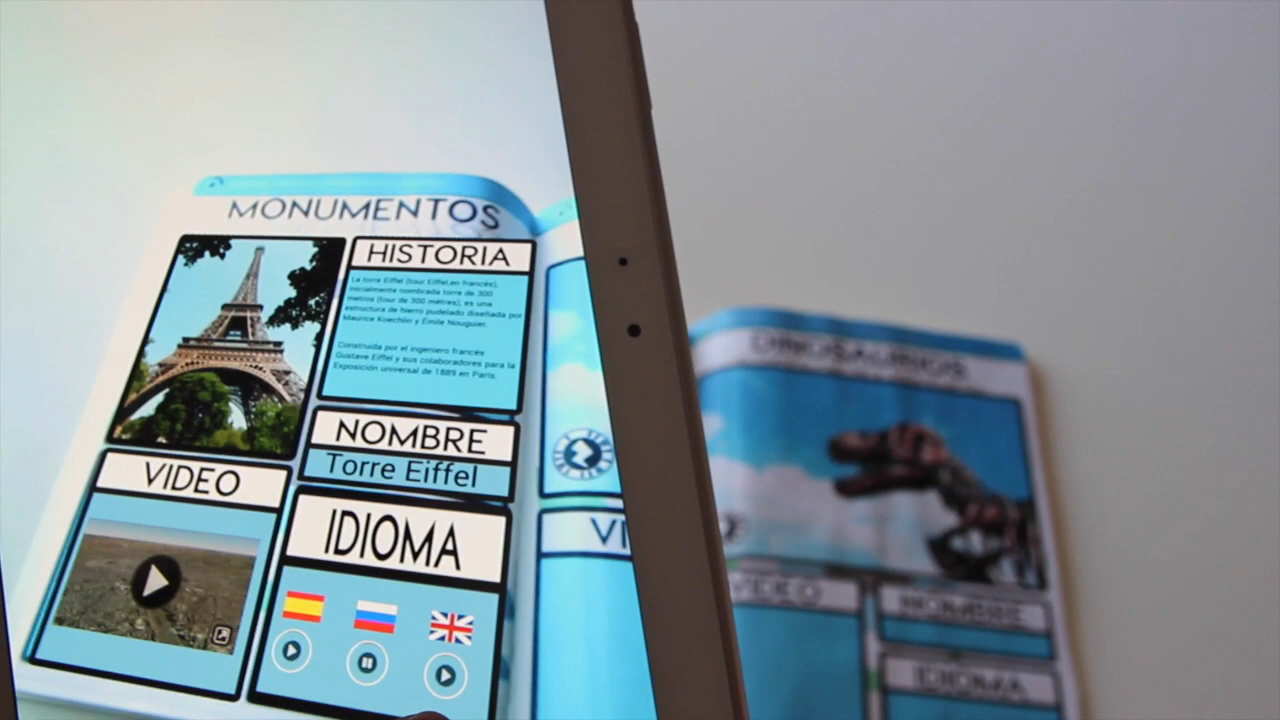 MONUMENTOS
HISTORIA
La torre Eiffel (tour Eiffel,en francés),
inicialmente nombrada torre de 300
metros (tour de 300 mètres), es una
estructura de hierro pudelado diseñada por
Maurice Koechlin y Émile Nouguier.
Construida por el ingeniero francés
Gustave Eiffel y sus colaboradores para la
Exposición universal de 1889 en París.
NOMBRE
Torre Eiffel
VIDEO
IDIOMA
VI
DINOSAURIOS
VIDEO
NOMBRE
IDIOMA